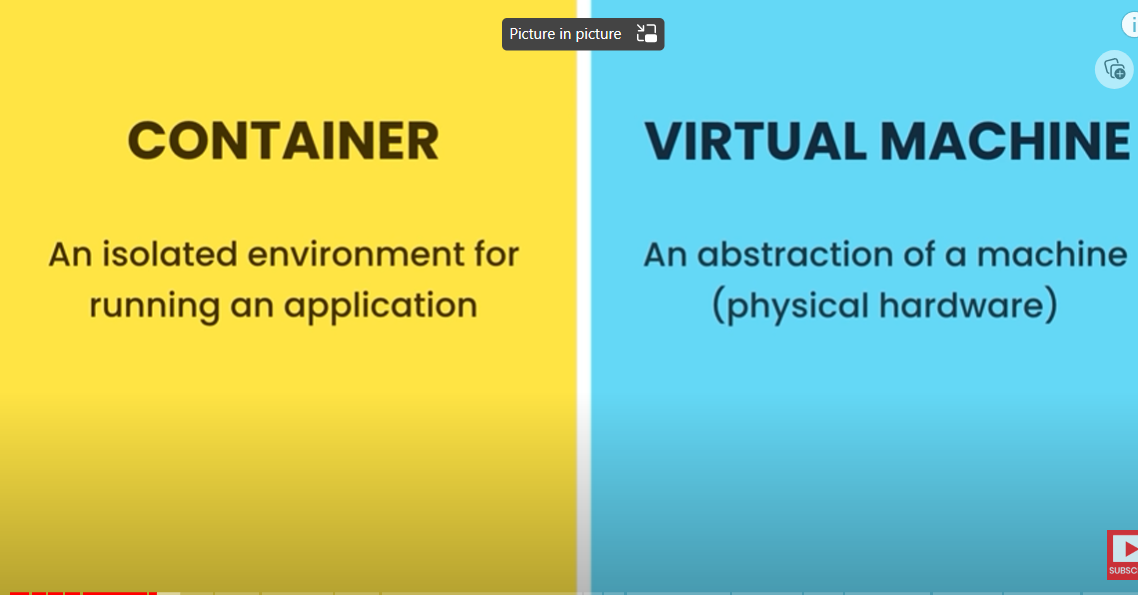 Picture in picture
CONTAINER
An isolated environment for
running an application
VIRTUAL MACHINE
An abstraction of a machine
(physical hardware)
SUBSC